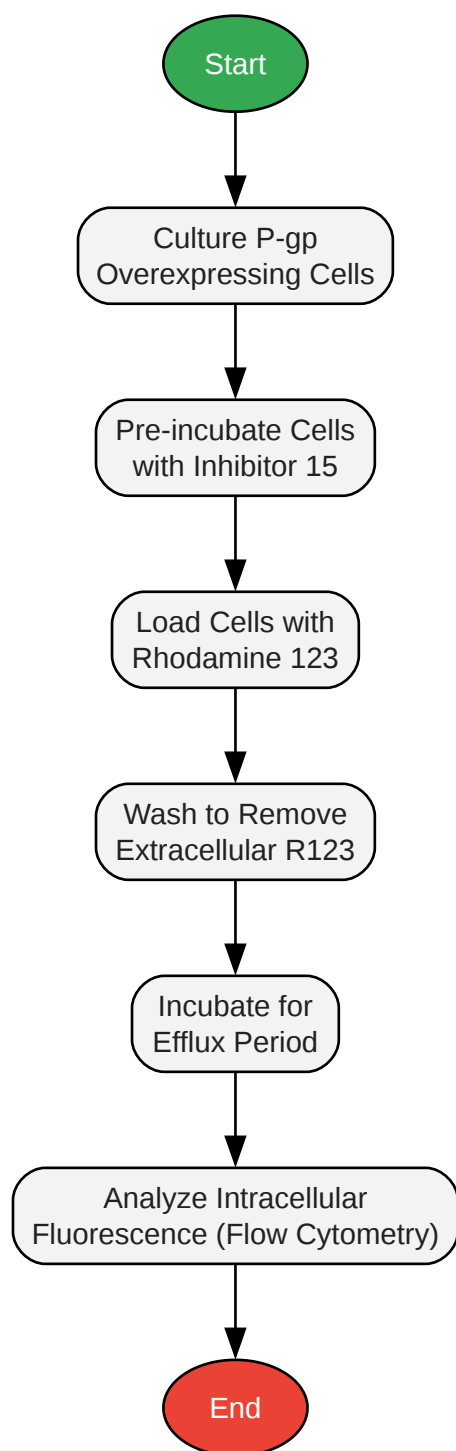 Start
Culture P-gp
Overexpressing Cells
Pre-incubate Cells
with Inhibitor 15
Load Cells with
Rhodamine 123
Wash to Remove
Extracellular R123
Incubate for
Efflux Period
Analyze Intracellular
Fluorescence (Flow Cytometry)
End